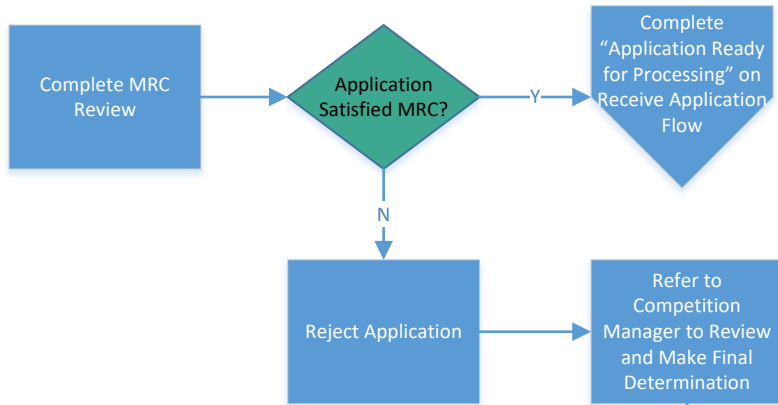 Complete MRC
Review
Application
Satisfied MRC?
Y
Complete
“Application Ready
for Processing” on
Receive Application
Flow
N
Reject Application
Refer to
Competition
Manager to Review
and Make Final
Determination